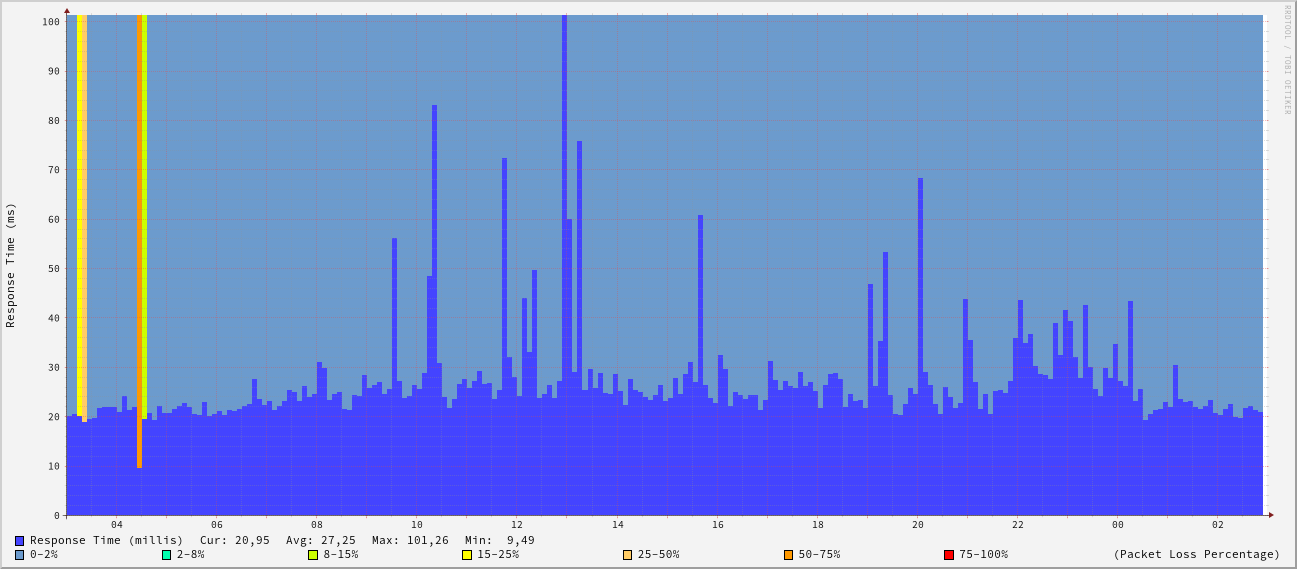 RRDTOOL / TOBI OETIKER
Response Time (ms)
100
90
80
70
60
50
40
30
20
10
0
04 06 08 10 12 14 16 18 20 22 00 02
Response Time (millis) Cur: 20,95 Avg: 27,25 Max: 101,26 Min: 9,49
0-2% 2-8% 8-15% 15-25% 25-50% 50-75% 75-100% (Packet Loss Percentage)